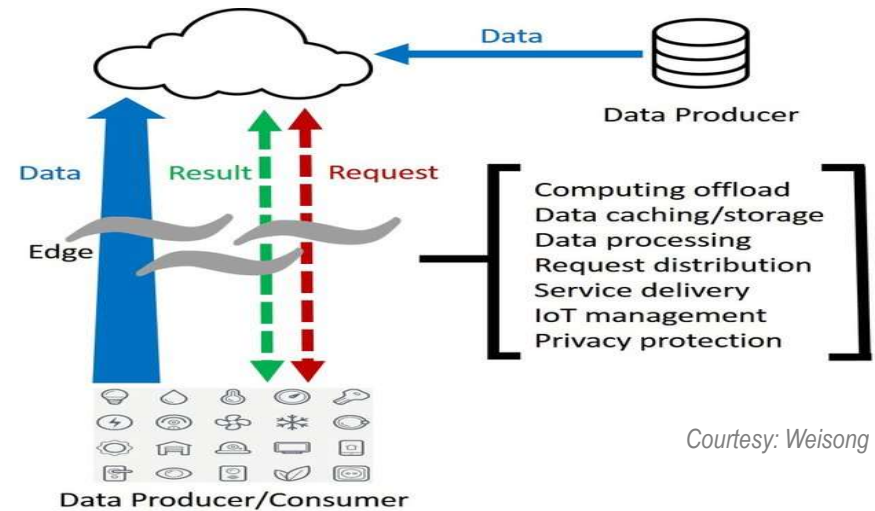 Data
Data Producer
Data
Result
Request
Edge
Computing offload
Data caching/storage
Data processing
Request distribution
Service delivery
IoT management
Privacy protection
Courtesy: Weisong
Data Producer/Consumer